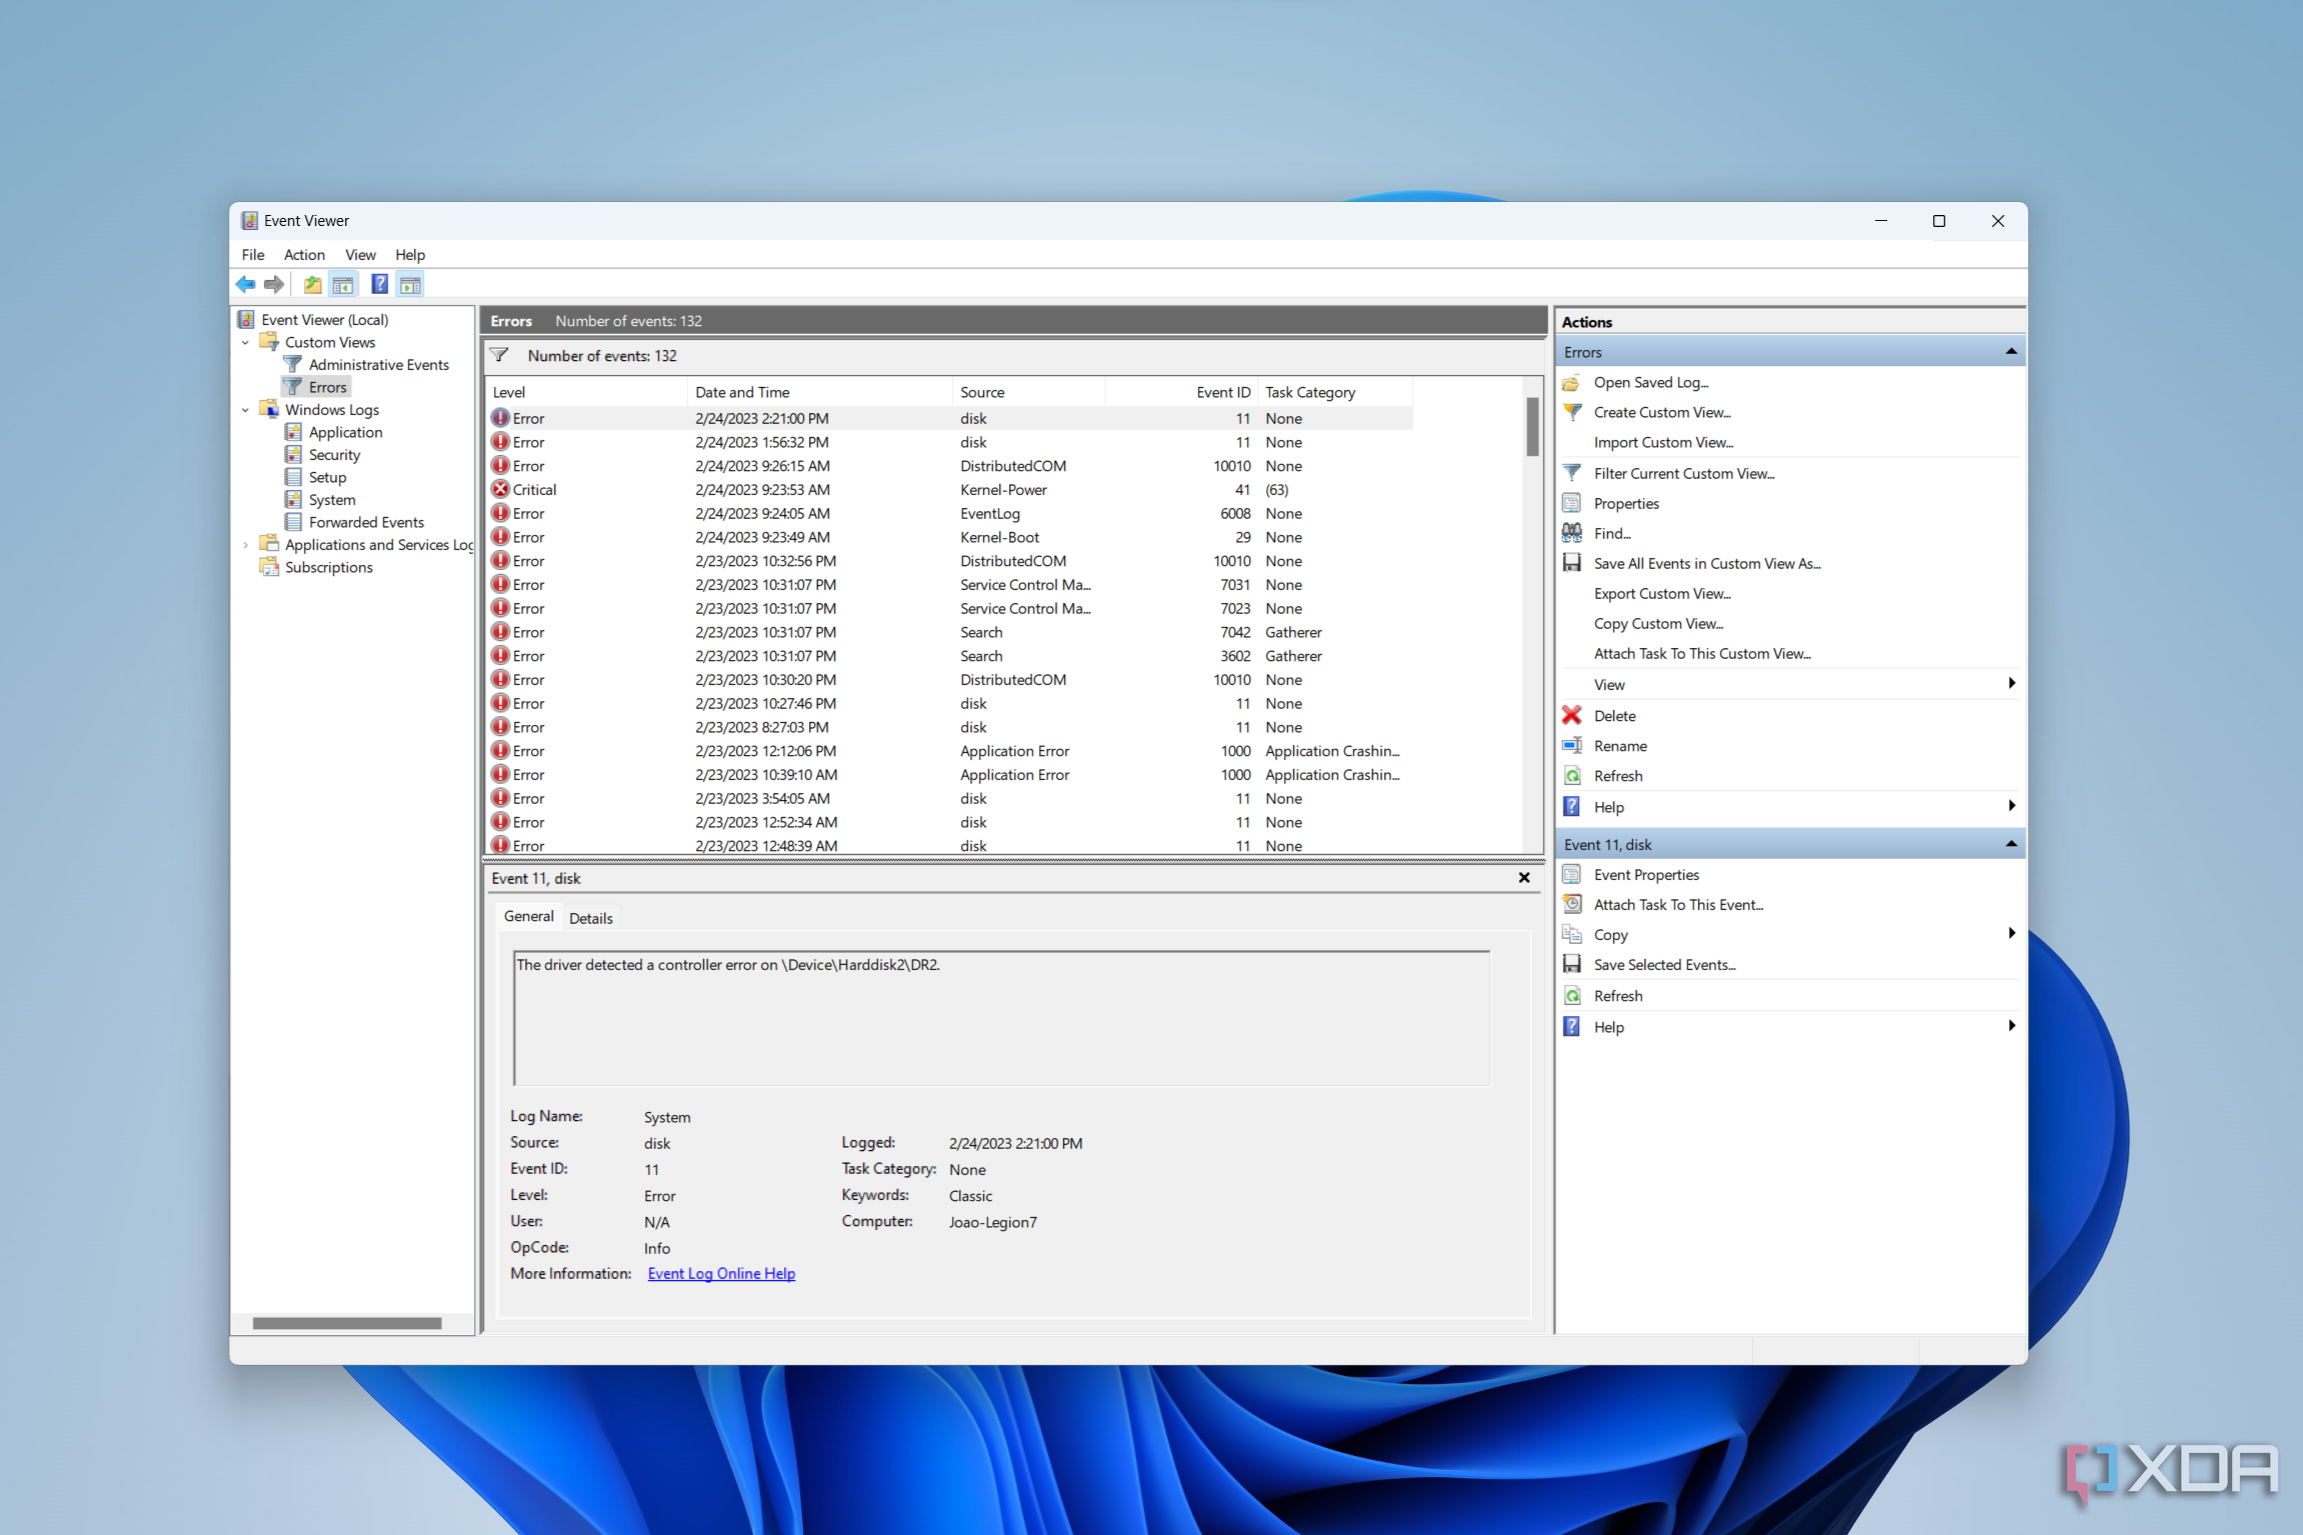 Event Viewer
File Action View Help
Event Viewer (Local)
Custom Views
Administrative Events
Errors
Windows Logs
Application
Security
Setup
System
Forwarded Events
Applications and Services Log
Subscriptions
Errors Number of events: 132
Number of events: 132
Level Date and Time Source Event ID Task Category
Error 2/24/2023 2:21:00 PM disk 11 None
Error 2/24/2023 1:56:32 PM disk 11 None
Error 2/24/2023 9:26:15 AM DistributedCOM 10010 None
Critical 2/24/2023 9:23:53 AM Kernel-Power 41 (63)
Error 2/24/2023 9:24:05 AM EventLog 6008 None
Error 2/24/2023 9:23:49 AM Kernel-Boot 29 None
Error 2/23/2023 10:32:56 PM DistributedCOM 10010 None
Error 2/23/2023 10:31:07 PM Service Control Ma... 7031 None
Error 2/23/2023 10:31:07 PM Service Control Ma... 7023 None
Error 2/23/2023 10:31:07 PM Search 7042 Gatherer
Error 2/23/2023 10:31:07 PM Search 3602 Gatherer
Error 2/23/2023 10:30:20 PM DistributedCOM 10010 None
Error 2/23/2023 10:27:46 PM disk 11 None
Error 2/23/2023 8:27:03 PM disk 11 None
Error 2/23/2023 12:12:06 PM Application Error 1000 Application Crashin...
Error 2/23/2023 10:39:10 AM Application Error 1000 Application Crashin...
Error 2/23/2023 3:54:05 AM disk 11 None
Error 2/23/2023 12:52:34 AM disk 11 None
Error 2/23/2023 12:48:39 AM disk 11 None
Event 11, disk
General Details
The driver detected a controller error on \Device\Harddisk2\DR2.
Log Name: System
Source: disk Logged: 2/24/2023 2:21:00 PM
Event ID: 11 Task Category: None
Level: Error Keywords: Classic
User: N/A Computer: Joao-Legion7
OpCode: Info
More Information: Event Log Online Help
Actions
Errors
Open Saved Log...
Create Custom View...
Import Custom View...
Filter Current Custom View...
Properties
Find...
Save All Events in Custom View As...
Export Custom View...
Copy Custom View...
Attach Task To This Custom View...
View
Delete
Rename
Refresh
Help
Event 11, disk
Event Properties
Attach Task To This Event...
Copy
Save Selected Events...
Refresh
Help
XDA